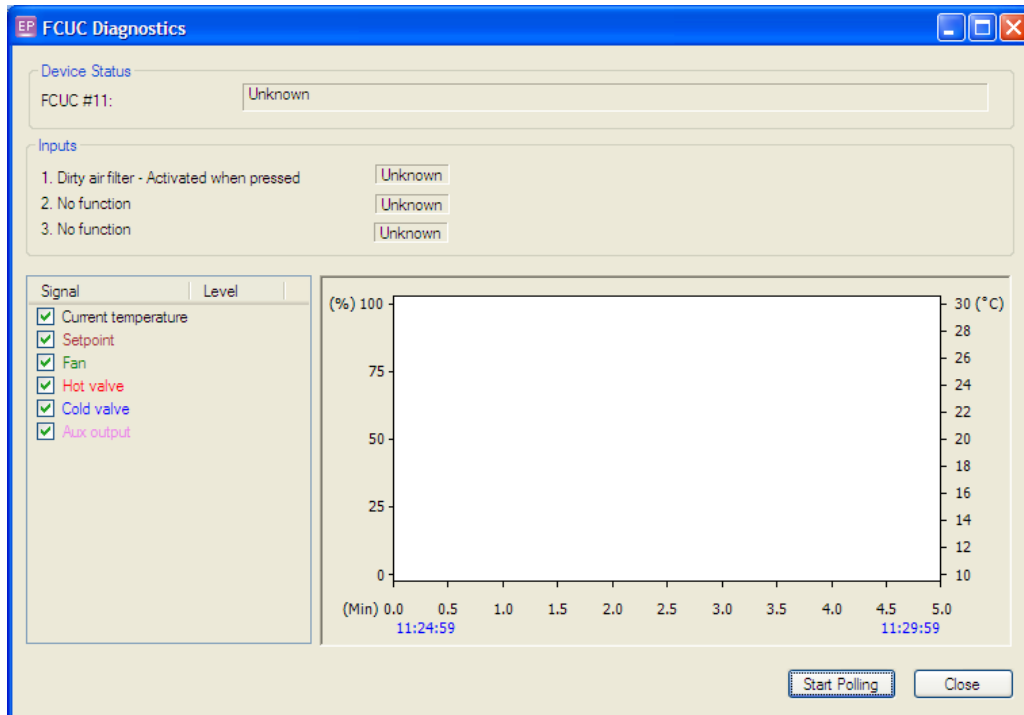 EP FCUC Diagnostics
Device Status
FCUC #11: Unknown
Inputs
1. Dirty air filter - Activated when pressed Unknown
2. No function Unknown
3. No function Unknown
Signal Level
Current temperature
Setpoint
Fan
Hot valve
Cold valve
Aux output
(%) 100 30 (°C)
28
75 26
24
22
50 20
18
25 16
14
12
0 10
(Min) 0.0 0.5 1.0 1.5 2.0 2.5 3.0 3.5 4.0 4.5 5.0
11:24:59 11:29:59
Start Polling Close